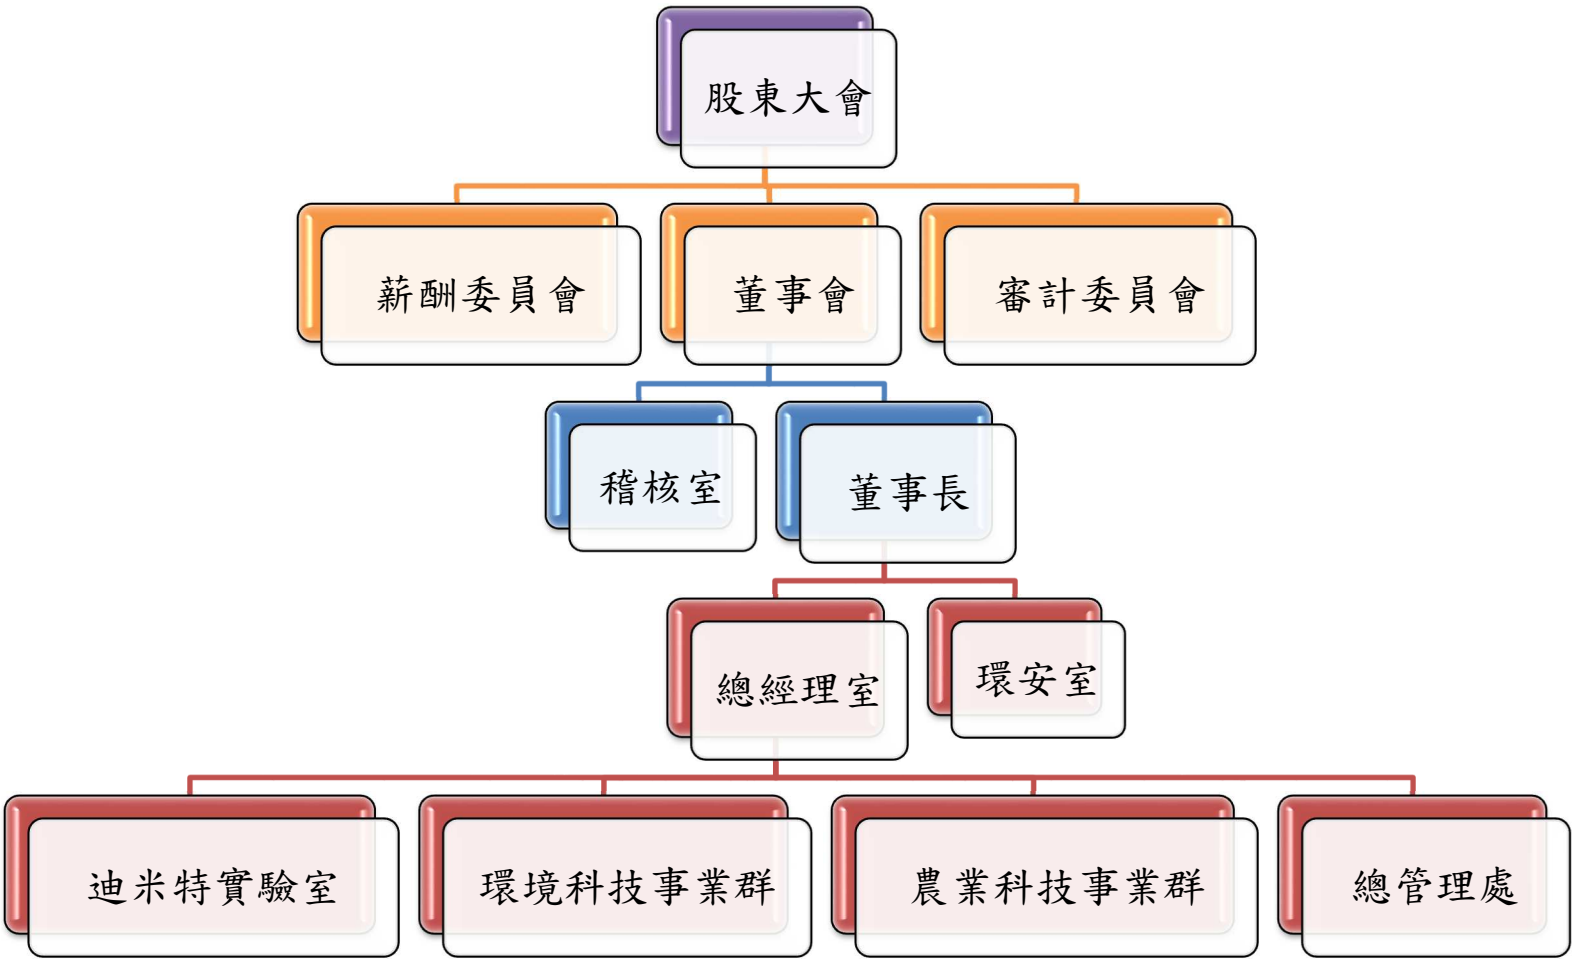 股東大會
薪酬委員會
董事會
審計委員會
稽核室
董事長
總經理室
環安室
迪米特實驗室
環境科技事業群
農業科技事業群
總管理處